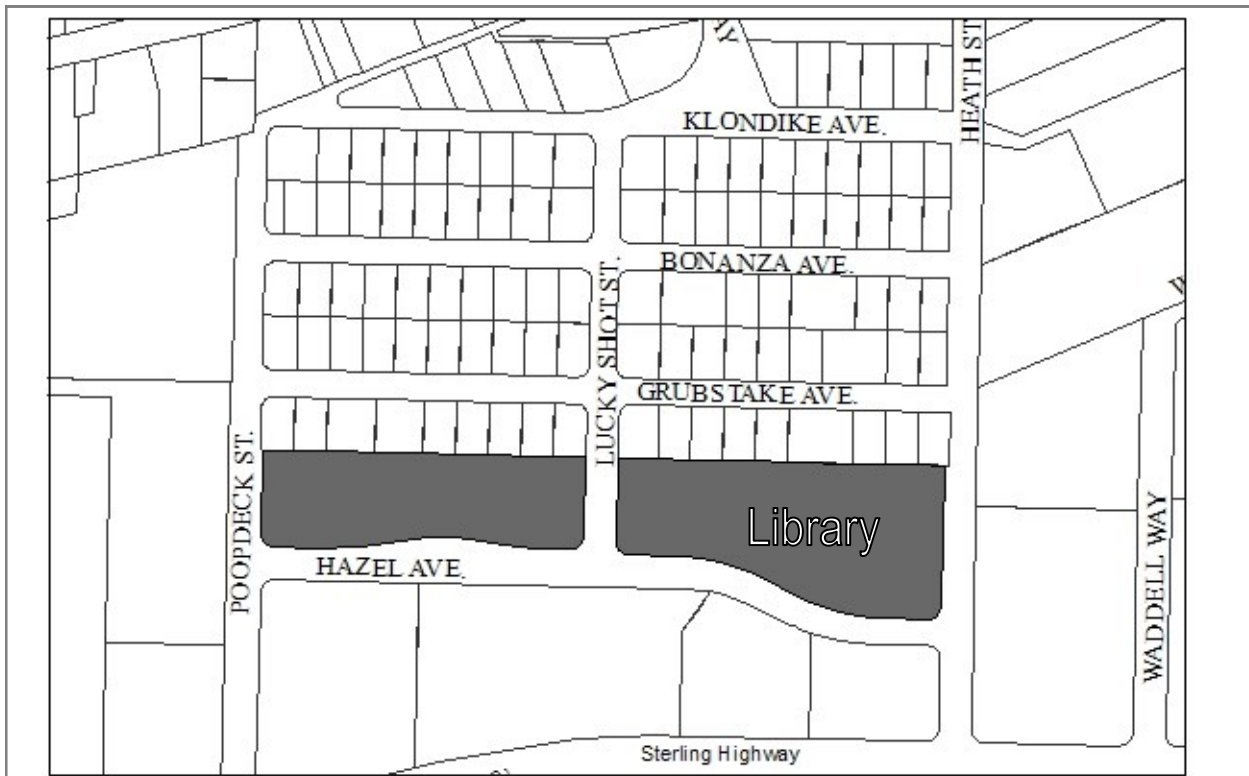 HEATH ST.
KLONDIKE AVE.
BONANZA AVE.
LUCKY SHOT ST.
GRUBSTAKE AVE.
POOPDECK ST.
Library
HAZEL AVE.
WADDELL WAY
Sterling Highway